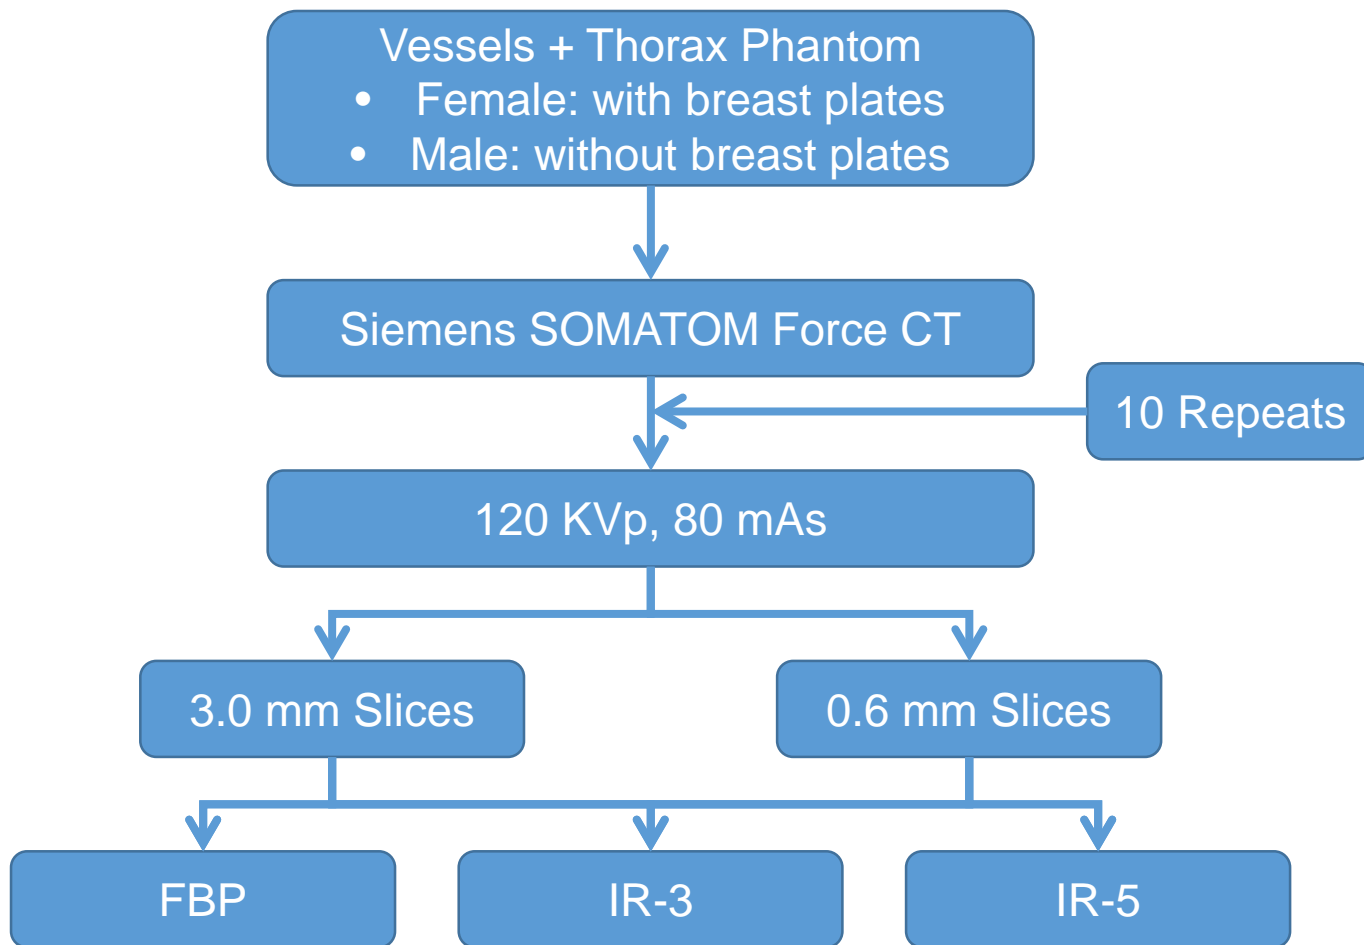 Vessels + Thorax Phantom
• Female: with breast plates
• Male: without breast plates
Siemens SOMATOM Force CT
10 Repeats
120 KVp, 80 mAs
3.0 mm Slices
0.6 mm Slices
FBP
IR-3
IR-5